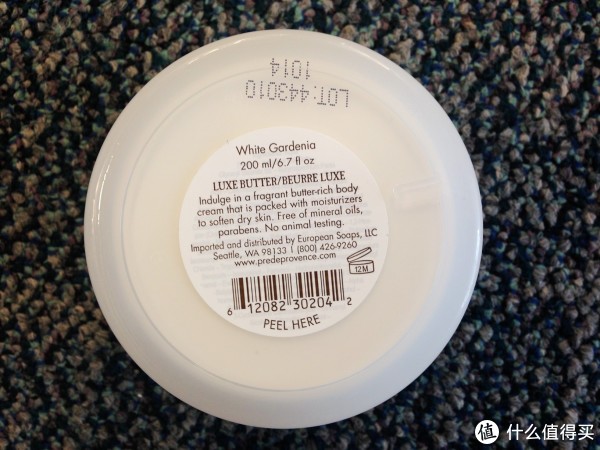 LOT:443010
1014
White Gardenia
200 ml/6.7 fl oz
LUXE BUTTER/BEURRE LUXE
Indulge in a fragrant butter-rich body
cream that is packed with moisturizers
to soften dry skin. Free of mineral oils,
parabens. No animal testing.
Imported and distributed by European Soaps, LLC
Seattle, WA 98133 | (800) 426-9260
www.predeprovence.com
12M
6 12082 30204 2
PEEL HERE
值 什么值得买